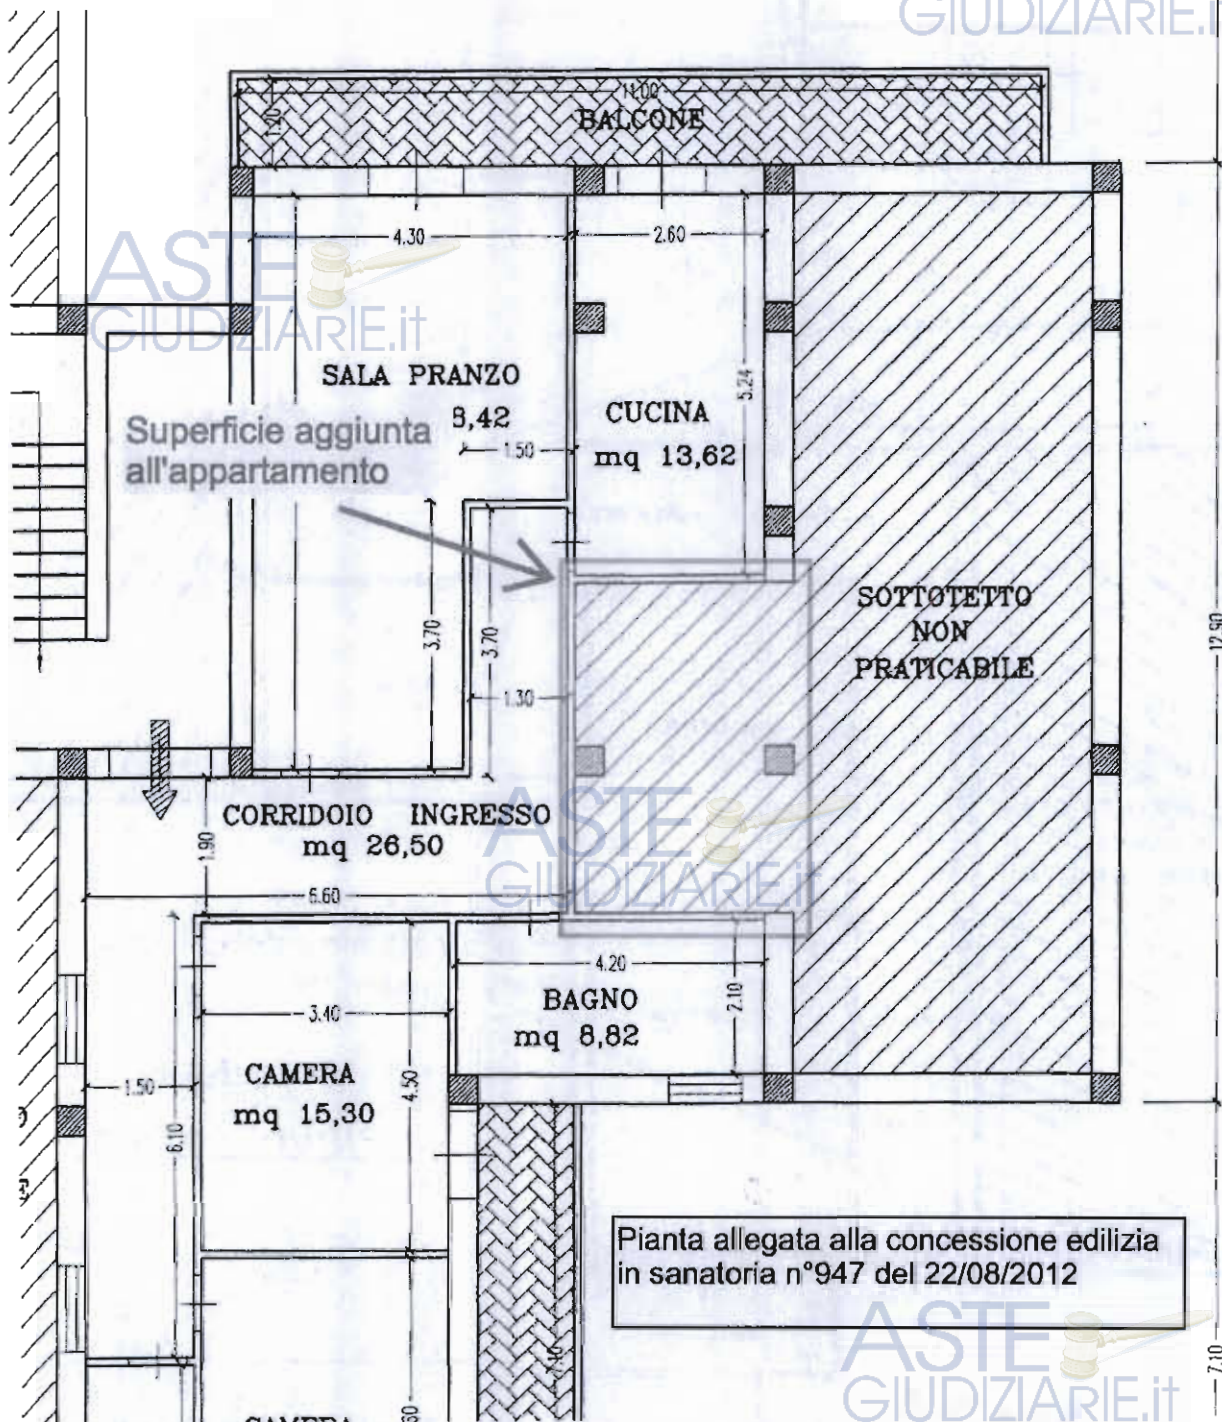 GIUDIZIARIE.it
11.00
1.20
BALCONE
4.30
2.60
ASTE
GIUDIZIARIE.it
SALA PRANZO
8,42
5.24
CUCINA
mq 13,62
Superficie aggiunta
all'appartamento
1.50
3.70
3.70
1.30
SOTTOTETTO
NON
PRATICABILE
12.90
CORRIDOIO INGRESSO
mq 26,50
1.90
6.60
ASTE
GIUDIZIARIE.it
4.20
BAGNO
mq 8,82
2.10
3.40
CAMERA
mq 15,30
4.50
1.50
6.10
Pianta allegata alla concessione edilizia
in sanatoria n°947 del 22/08/2012
ASTE
GIUDIZIARIE.it
7.10
CAMERA